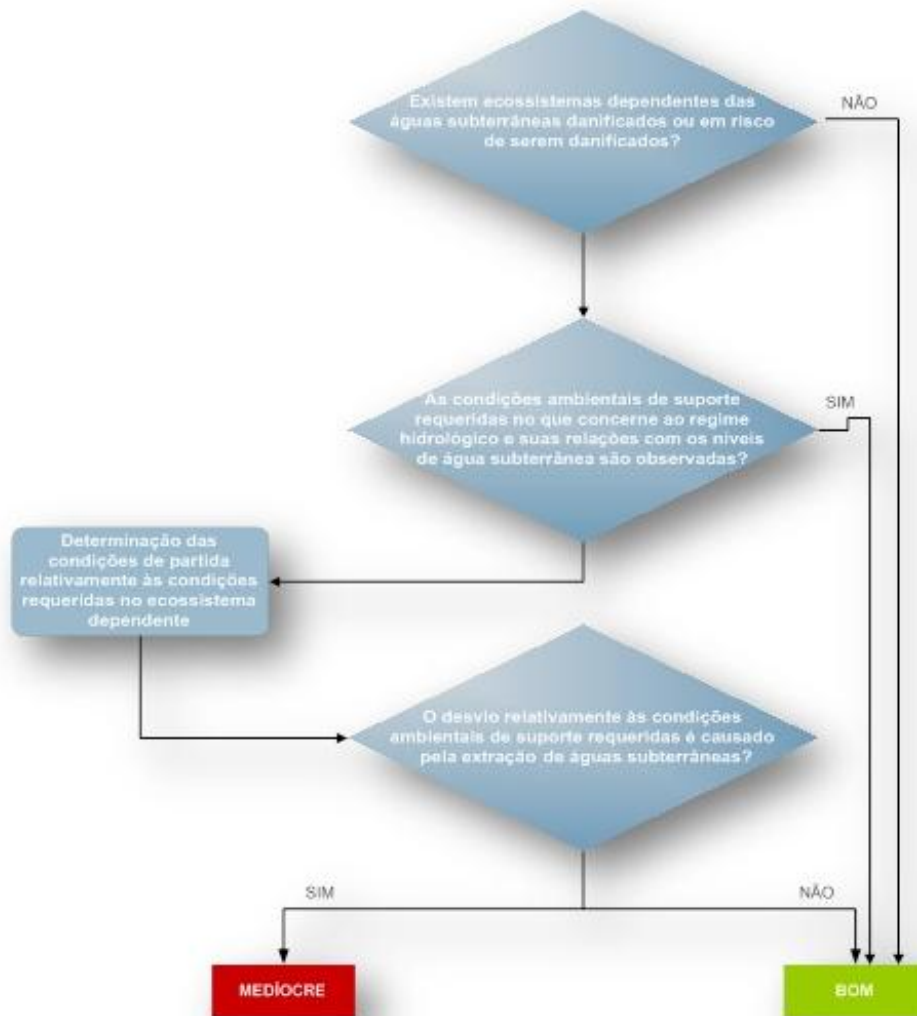 Existem ecossistemas dependentes das
águas subterrâneas danificados ou em risco
de serem danificados?
NÃO
As condições ambientais de suporte
requeridas no que concerne ao regime
hidrológico e suas relações com os níveis
de água subterrânea são observadas?
SIM
Determinação das
condições de partida
relativamente às condições
requeridas no ecossistema
dependente
O desvio relativamente às condições
ambientais de suporte requeridas é causado
pela extração de águas subterrâneas?
SIM
NÃO
MEDÍOCRE
BOM